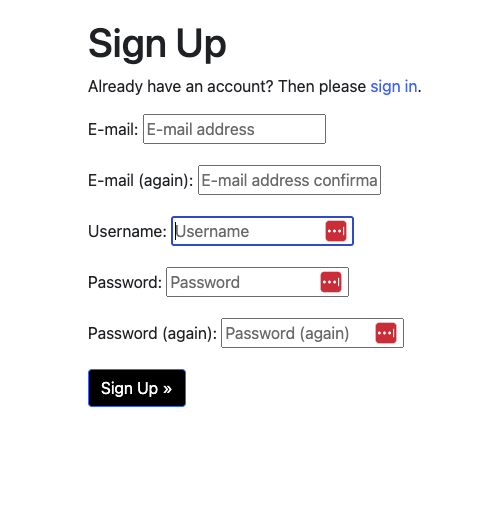 Sign Up
Already have an account? Then please sign in.
E-mail: E-mail address
E-mail (again): E-mail address confirma
Username: Username
Password: Password
Password (again): Password (again)
Sign Up »